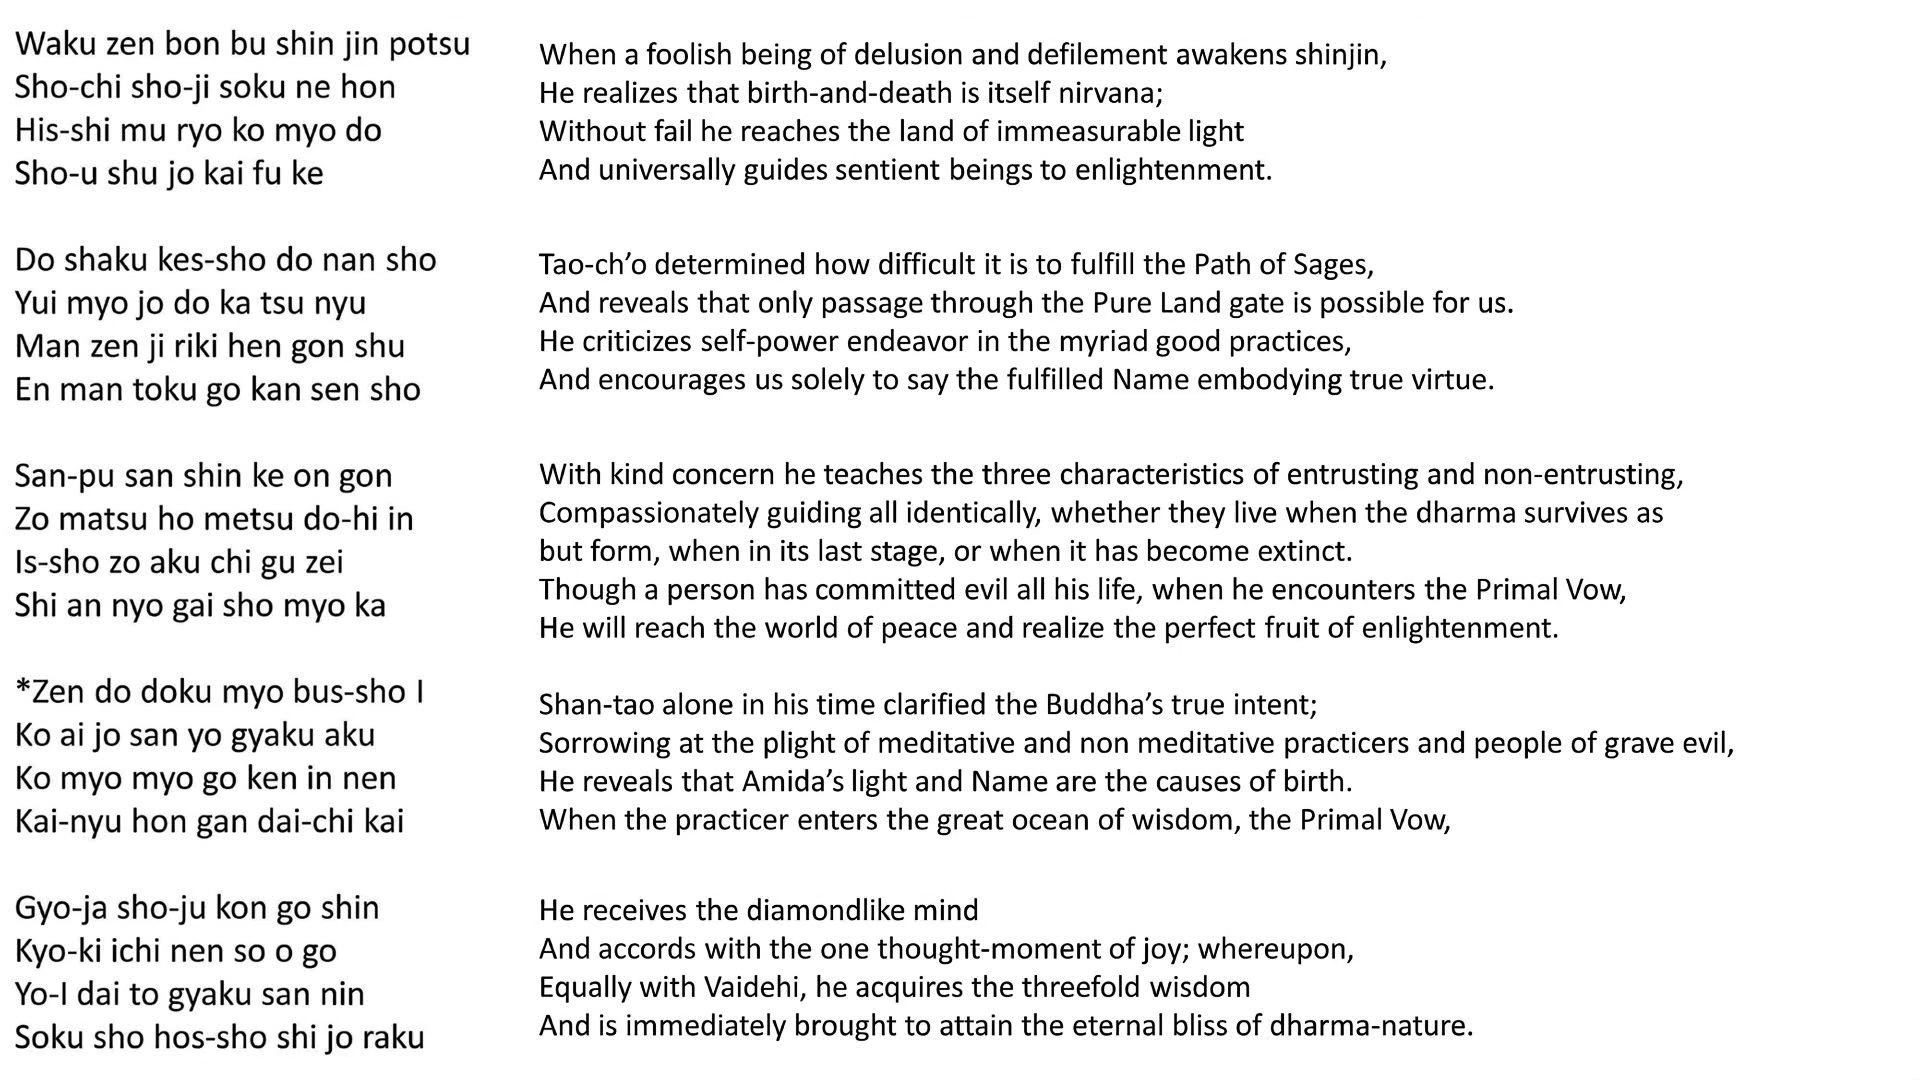 Waku zen bon bu shin jin potsu
Sho-chi sho-ji soku ne hon
His-shi mu ryo ko myo do
Sho-u shu jo kai fu ke
When a foolish being of delusion and defilement awakens shinjin,
He realizes that birth-and-death is itself nirvana;
Without fail he reaches the land of immeasurable light
And universally guides sentient beings to enlightenment.
Do shaku kes-sho do nan sho
Yui myo jo do ka tsu nyu
Man zen ji riki hen gon shu
En man toku go kan sen sho
Tao-ch’o determined how difficult it is to fulfill the Path of Sages,
And reveals that only passage through the Pure Land gate is possible for us.
He criticizes self-power endeavor in the myriad good practices,
And encourages us solely to say the fulfilled Name embodying true virtue.
San-pu san shin ke on gon
Zo matsu ho metsu do-hi in
Is-sho zo aku chi gu zei
Shi an nyo gai sho myo ka
With kind concern he teaches the three characteristics of entrusting and non-entrusting,
Compassionately guiding all identically, whether they live when the dharma survives as
but form, when in its last stage, or when it has become extinct.
Though a person has committed evil all his life, when he encounters the Primal Vow,
He will reach the world of peace and realize the perfect fruit of enlightenment.
*Zen do doku myo bus-sho I
Ko ai jo san yo gyaku aku
Ko myo myo go ken in nen
Kai-nyu hon gan dai-chi kai
Shan-tao alone in his time clarified the Buddha’s true intent;
Sorrowing at the plight of meditative and non meditative practicers and people of grave evil,
He reveals that Amida’s light and Name are the causes of birth.
When the practicer enters the great ocean of wisdom, the Primal Vow,
Gyo-ja sho-ju kon go shin
Kyo-ki ichi nen so o go
Yo-I dai to gyaku san nin
Soku sho hos-sho shi jo raku
He receives the diamondlike mind
And accords with the one thought-moment of joy; whereupon,
Equally with Vaidehi, he acquires the threefold wisdom
And is immediately brought to attain the eternal bliss of dharma-nature.